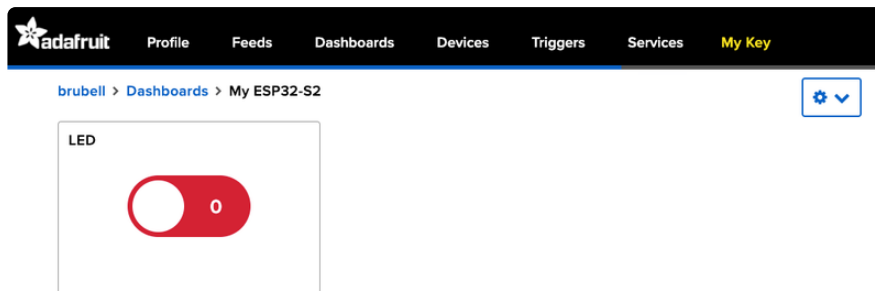 adafruit Profile Feeds Dashboards Devices Triggers Services My Key
brubell > Dashboards > My ESP32-S2
LED
0